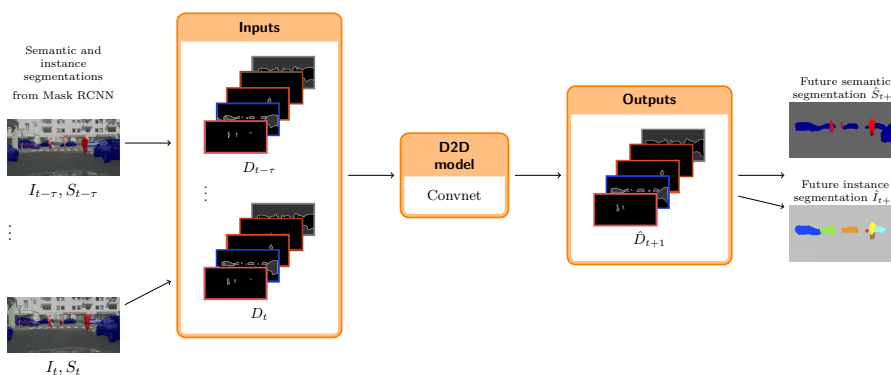 Semantic and
instance
segmentations
from Mask RCNN
I_{t−τ}, S_{t−τ}
⋮
I_t, S_t
Inputs
D_{t−τ}
⋮
D_t
D2D
model
Convnet
Outputs
D̂_{t+1}
Future semantic
segmentation Ŝ_{t+
Future instance
segmentation Î_{t+